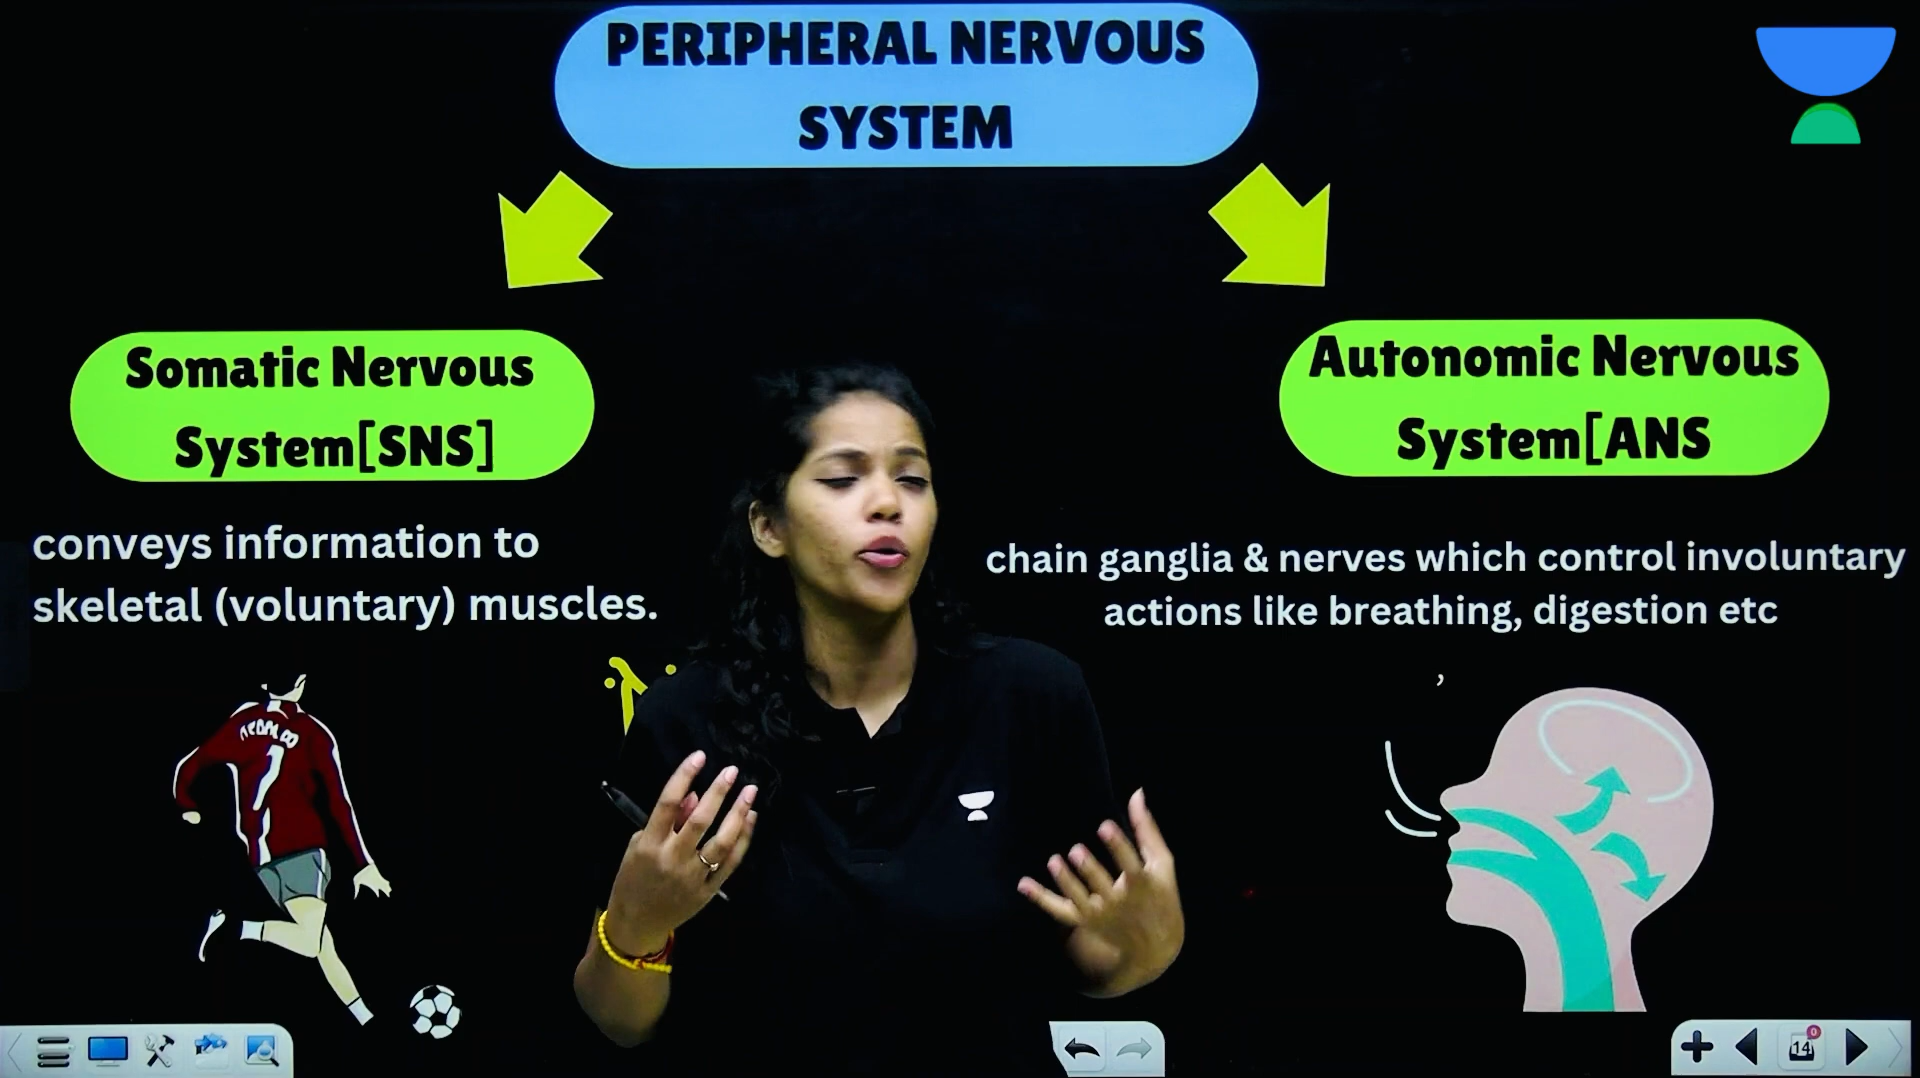 PERIPHERAL NERVOUS
SYSTEM
Somatic Nervous
System[SNS]
Autonomic Nervous
System[ANS
conveys information to
skeletal (voluntary) muscles.
chain ganglia & nerves which control involuntary
actions like breathing, digestion etc
,
7
0
14